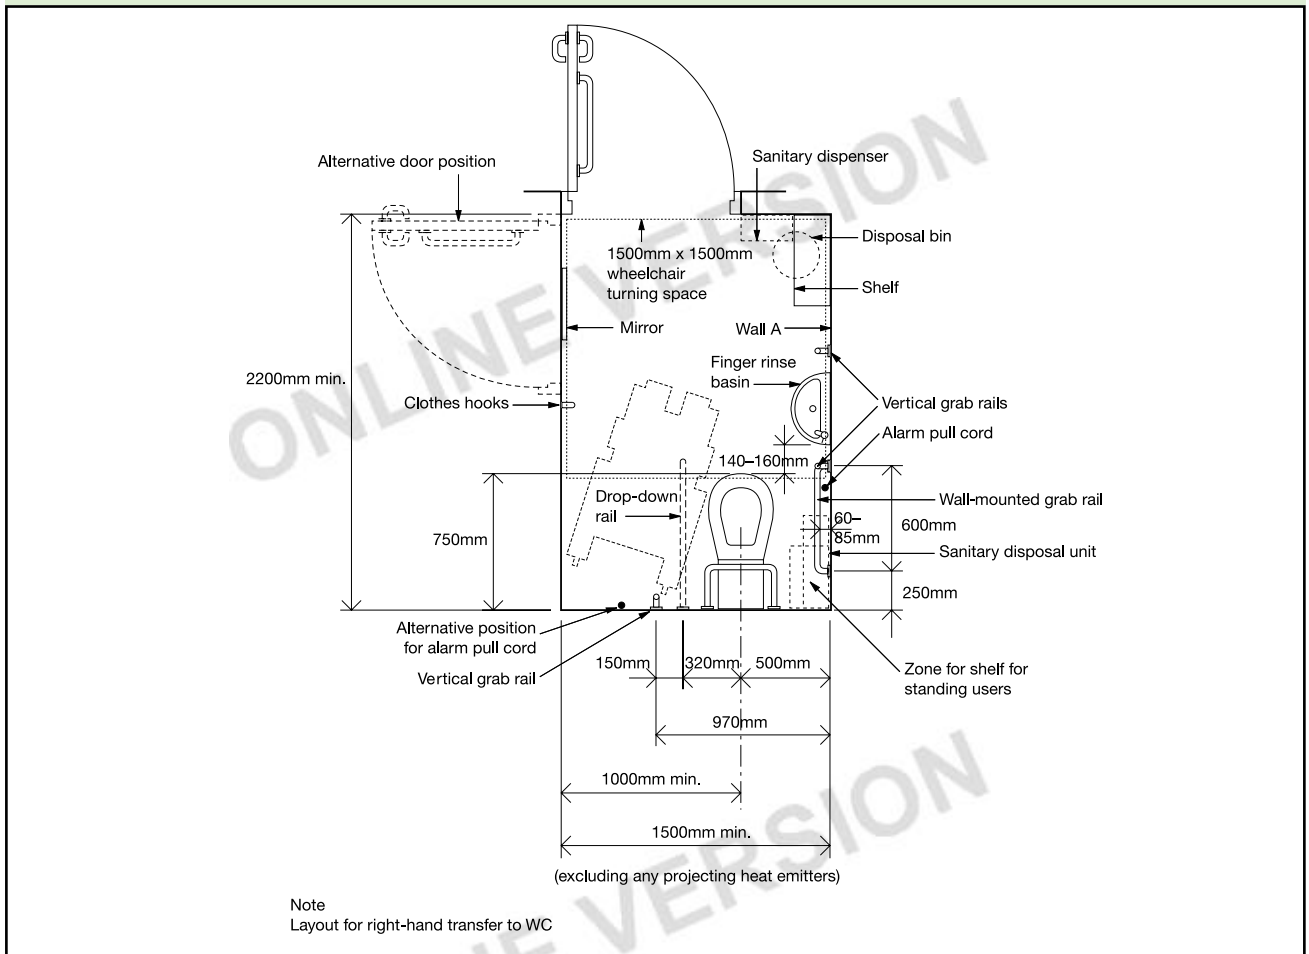 Alternative door position
Sanitary dispenser
Disposal bin
1500mm x 1500mm
wheelchair
turning space
Shelf
Mirror
Wall A
Finger rinse
basin
2200mm min.
Clothes hooks
Vertical grab rails
Alarm pull cord
140–160mm
Drop-down
rail
Wall-mounted grab rail
60–
85mm
600mm
750mm
Sanitary disposal unit
250mm
Alternative position
for alarm pull cord
Vertical grab rail
150mm
320mm
500mm
Zone for shelf for
standing users
970mm
1000mm min.
1500mm min.
(excluding any projecting heat emitters)
Note
Layout for right-hand transfer to WC
ONLINE VERSION
ONLINE VERSION